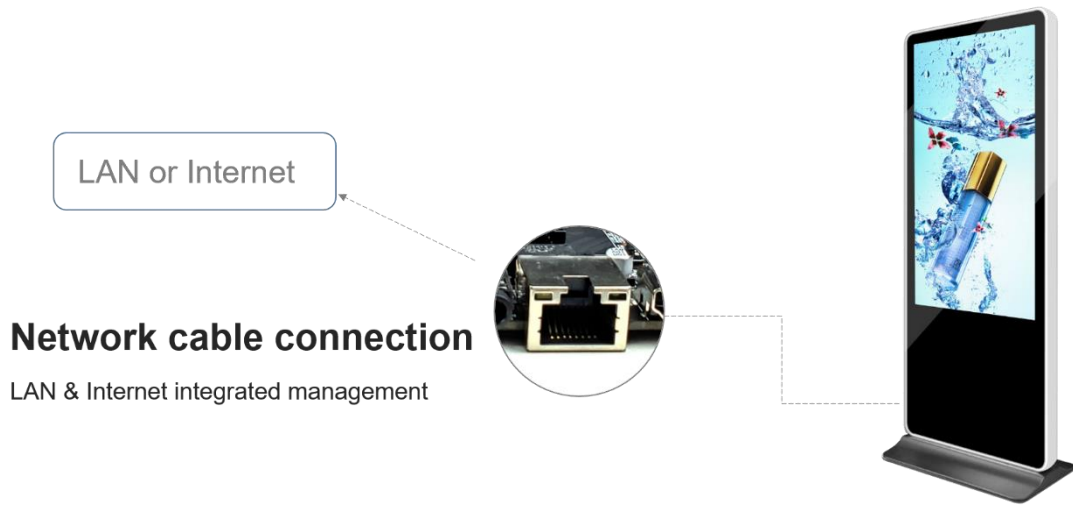 LAN or Internet
Network cable connection
LAN & Internet integrated management